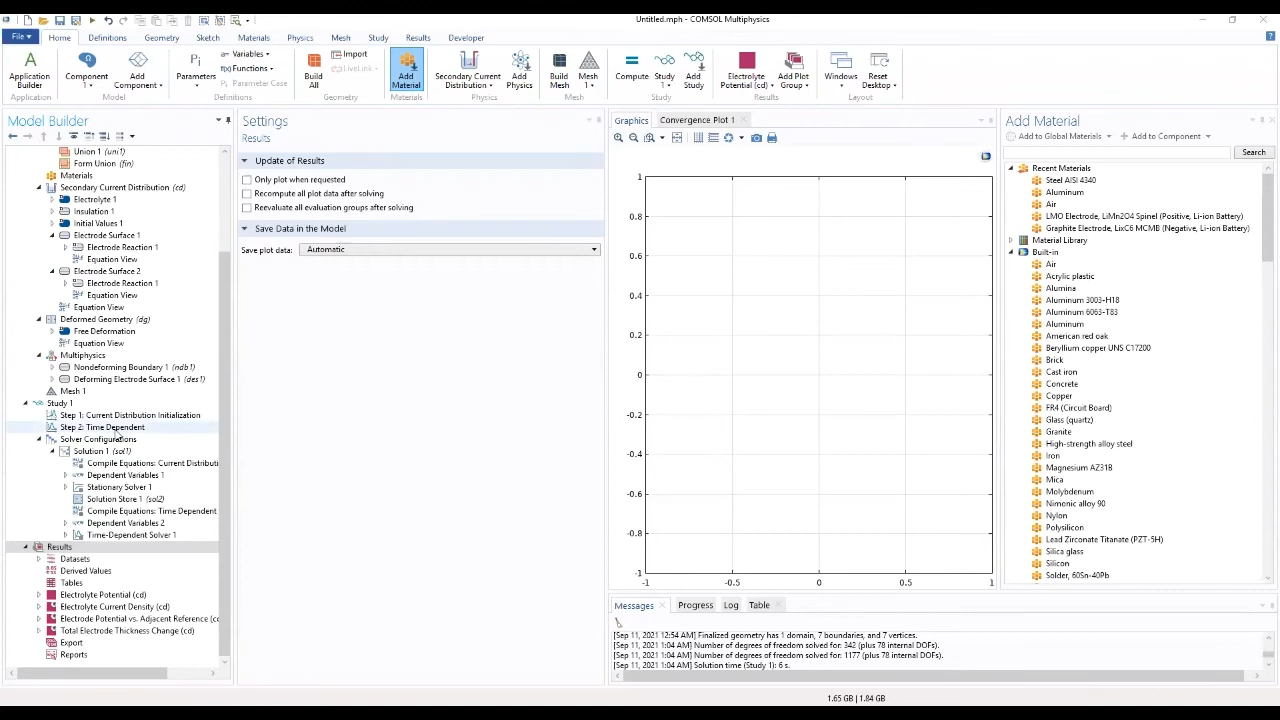 Untitled.mph - COMSOL Multiphysics
File Home Definitions Geometry Sketch Materials Physics Mesh Study Results Developer
Application Builder
Application
Component 1
Add Component
Model
Parameters
Variables
Functions
Parameter Case
Definitions
Build All
Import
LiveLink
Geometry
Add Material
Materials
Secondary Current Distribution
Add Physics
Physics
Build Mesh
Mesh 1
Mesh
Compute
Study 1
Add Study
Study
Electrolyte Potential (cd)
Add Plot Group
Results
Windows
Reset Desktop
Layout
Model Builder
Union 1 (uni1)
Form Union (fin)
Materials
Secondary Current Distribution (cd)
Electrolyte 1
Insulation 1
Initial Values 1
Electrode Surface 1
Electrode Reaction 1
Equation View
Electrode Surface 2
Electrode Reaction 1
Equation View
Equation View
Deformed Geometry (dg)
Free Deformation
Equation View
Multiphysics
Nondeforming Boundary 1 (ndb1)
Deforming Electrode Surface 1 (des1)
Mesh 1
Study 1
Step 1: Current Distribution Initialization
Step 2: Time Dependent
Solver Configurations
Solution 1 (sol1)
Compile Equations: Current Distributi
Dependent Variables 1
Stationary Solver 1
Solution Store 1 (sol2)
Compile Equations: Time Dependent
Dependent Variables 2
Time-Dependent Solver 1
Results
Datasets
Derived Values
Tables
Electrolyte Potential (cd)
Electrolyte Current Density (cd)
Electrode Potential vs. Adjacent Reference (cc
Total Electrode Thickness Change (cd)
Export
Reports
Settings
Results
Update of Results
Only plot when requested
Recompute all plot data after solving
Reevaluate all evaluation groups after solving
Save Data in the Model
Save plot data: Automatic
Graphics Convergence Plot 1
1
0.8
0.6
0.4
0.2
0
-0.2
-0.4
-0.6
-0.8
-1
-1 -0.5 0 0.5 1
Messages Progress Log Table
[Sep 11, 2021 12:54 AM] Finalized geometry has 1 domain, 7 boundaries, and 7 vertices.
[Sep 11, 2021 1:04 AM] Number of degrees of freedom solved for: 342 (plus 78 internal DOFs).
[Sep 11, 2021 1:04 AM] Number of degrees of freedom solved for: 1177 (plus 78 internal DOFs).
[Sep 11, 2021 1:04 AM] Solution time (Study 1): 6 s.
Add Material
Add to Global Materials Add to Component
Search
Recent Materials
Steel AISI 4340
Aluminum
Air
LMO Electrode, LiMn2O4 Spinel (Positive, Li-ion Battery)
Graphite Electrode, LixC6 MCMB (Negative, Li-ion Battery)
Material Library
Built-in
Air
Acrylic plastic
Alumina
Aluminum 3003-H18
Aluminum 6063-T83
Aluminum
American red oak
Beryllium copper UNS C17200
Brick
Cast iron
Concrete
Copper
FR4 (Circuit Board)
Glass (quartz)
Granite
High-strength alloy steel
Iron
Magnesium AZ31B
Mica
Molybdenum
Nimonic alloy 90
Nylon
Polysilicon
Lead Zirconate Titanate (PZT-5H)
Silica glass
Silicon
Solder, 60Sn-40Pb
1.65 GB | 1.84 GB